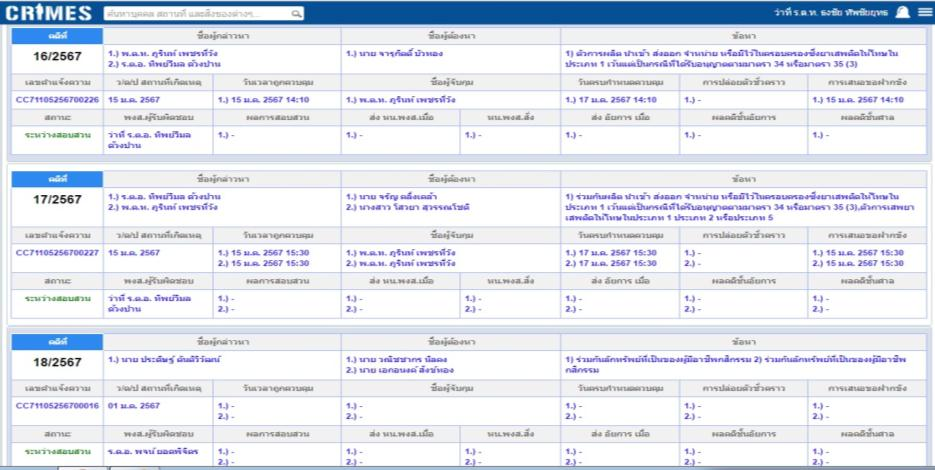 CRIMES ค้นหาบุคคล สถานที่ และสิ่งของต่างๆ... ว่าที่ ร.ต.ท. ธงชัย ทัพชัยยุทธ
คดีที่ ชื่อผู้กล่าวหา ชื่อผู้ต้องหา ข้อหา
16/2567 1.) พ.ต.ท. ภูรินท์ เพชรที่วัง 1.) นาย จารุกิตติ์ บัวทอง 1) ตัวการผลิต นำเข้า ส่งออก จำหน่าย หรือมีไว้ในครอบครองซึ่งยาเสพติดให้โทษใน
2.) ร.ต.อ. ทิพย์วิมล ด้วงปาน ประเภท 1 เว้นแต่เป็นกรณีที่ได้รับอนุญาตตามมาตรา 34 หรือมาตรา 35 (3)
เลขรับแจ้งความ ว/ด/ป สถานที่เกิดเหตุ วันเวลาถูกควบคุม ชื่อผู้จับกุม วันครบกำหนดควบคุม การปล่อยตัวชั่วคราว การเสนอขอฝากขัง
CC71105256700226 15 ม.ค. 2567 1.) 15 ม.ค. 2567 14:10 1.) พ.ต.ท. ภูรินท์ เพชรที่วัง 1.) 17 ม.ค. 2567 14:10 1.) - 1.) 15 ม.ค. 2567 14:10
สถานะ พงส.ผู้รับผิดชอบ ผลการสอบสวน ส่ง หน.พงส.เมื่อ หน.พงส.สั่ง ส่ง อัยการ เมื่อ ผลคดีชั้นอัยการ ผลคดีชั้นศาล
ระหว่างสอบสวน ว่าที่ ร.ต.อ. ทิพย์วิมล 1.) - 1.) - 1.) - 1.) - 1.) - 1.) -
ด้วงปาน
คดีที่ ชื่อผู้กล่าวหา ชื่อผู้ต้องหา ข้อหา
17/2567 1.) ร.ต.อ. ทิพย์วิมล ด้วงปาน 1.) นาย จรัญ 1) ร่วมกันผลิต นำเข้า ส่งออก จำหน่าย หรือมีไว้ในครอบครองซึ่งยาเสพติดให้โทษใน
2.) พ.ต.ท. ภูรินท์ เพชรที่วัง 2.) นางสาว โสวยา สุวรรณโชติ ประเภท 1 เว้นแต่เป็นกรณีที่ได้รับอนุญาตตามมาตรา 34 หรือมาตรา 35 (3),ตัวการเสพยา
เสพติดให้โทษในประเภท 1 ประเภท 2 หรือประเภท 5
เลขรับแจ้งความ ว/ด/ป สถานที่เกิดเหตุ วันเวลาถูกควบคุม ชื่อผู้จับกุม วันครบกำหนดควบคุม การปล่อยตัวชั่วคราว การเสนอขอฝากขัง
CC71105256700227 15 ม.ค. 2567 1.) 15 ม.ค. 2567 15:30 1.) พ.ต.ท. ภูรินท์ เพชรที่วัง 1.) 17 ม.ค. 2567 15:30 1.) - 1.) 15 ม.ค. 2567 15:30
2.) 15 ม.ค. 2567 15:30 2.) พ.ต.ท. ภูรินท์ เพชรที่วัง 2.) 17 ม.ค. 2567 15:30 2.) - 2.) 15 ม.ค. 2567 15:30
สถานะ พงส.ผู้รับผิดชอบ ผลการสอบสวน ส่ง หน.พงส.เมื่อ หน.พงส.สั่ง ส่ง อัยการ เมื่อ ผลคดีชั้นอัยการ ผลคดีชั้นศาล
ระหว่างสอบสวน ว่าที่ ร.ต.อ. ทิพย์วิมล 1.) - 1.) - 1.) - 1.) - 1.) - 1.) -
ด้วงปาน 2.) - 2.) - 2.) - 2.) - 2.) - 2.) -
คดีที่ ชื่อผู้กล่าวหา ชื่อผู้ต้องหา ข้อหา
18/2567 1.) นาย ประดิษฐ์ ตันติวิวัฒน์ 1.) นาย วณิชชากร นิลคง 1) ร่วมกันลักทรัพย์ที่เป็นของผู้มีอาชีพกสิกรรม 2) ร่วมกันลักทรัพย์ที่เป็นของผู้มีอาชีพ
2.) นาย เอกอนงค์ สังข์ทอง กสิกรรม
เลขรับแจ้งความ ว/ด/ป สถานที่เกิดเหตุ วันเวลาถูกควบคุม ชื่อผู้จับกุม วันครบกำหนดควบคุม การปล่อยตัวชั่วคราว การเสนอขอฝากขัง
CC71105256700016 01 ม.ค. 2567 1.) - 1.) - 1.) - 1.) -
2.) - 2.) - 2.) - 2.) -
สถานะ พงส.ผู้รับผิดชอบ ผลการสอบสวน ส่ง หน.พงส.เมื่อ หน.พงส.สั่ง ส่ง อัยการ เมื่อ ผลคดีชั้นอัยการ ผลคดีชั้นศาล
ระหว่างสอบสวน ร.ต.อ. พจน์ ยอดพิจิตร 1.) - 1.) - 1.) - 1.) - 1.) - 1.) -
2.) - 2.) - 2.) - 2.) - 2.) - 2.) -